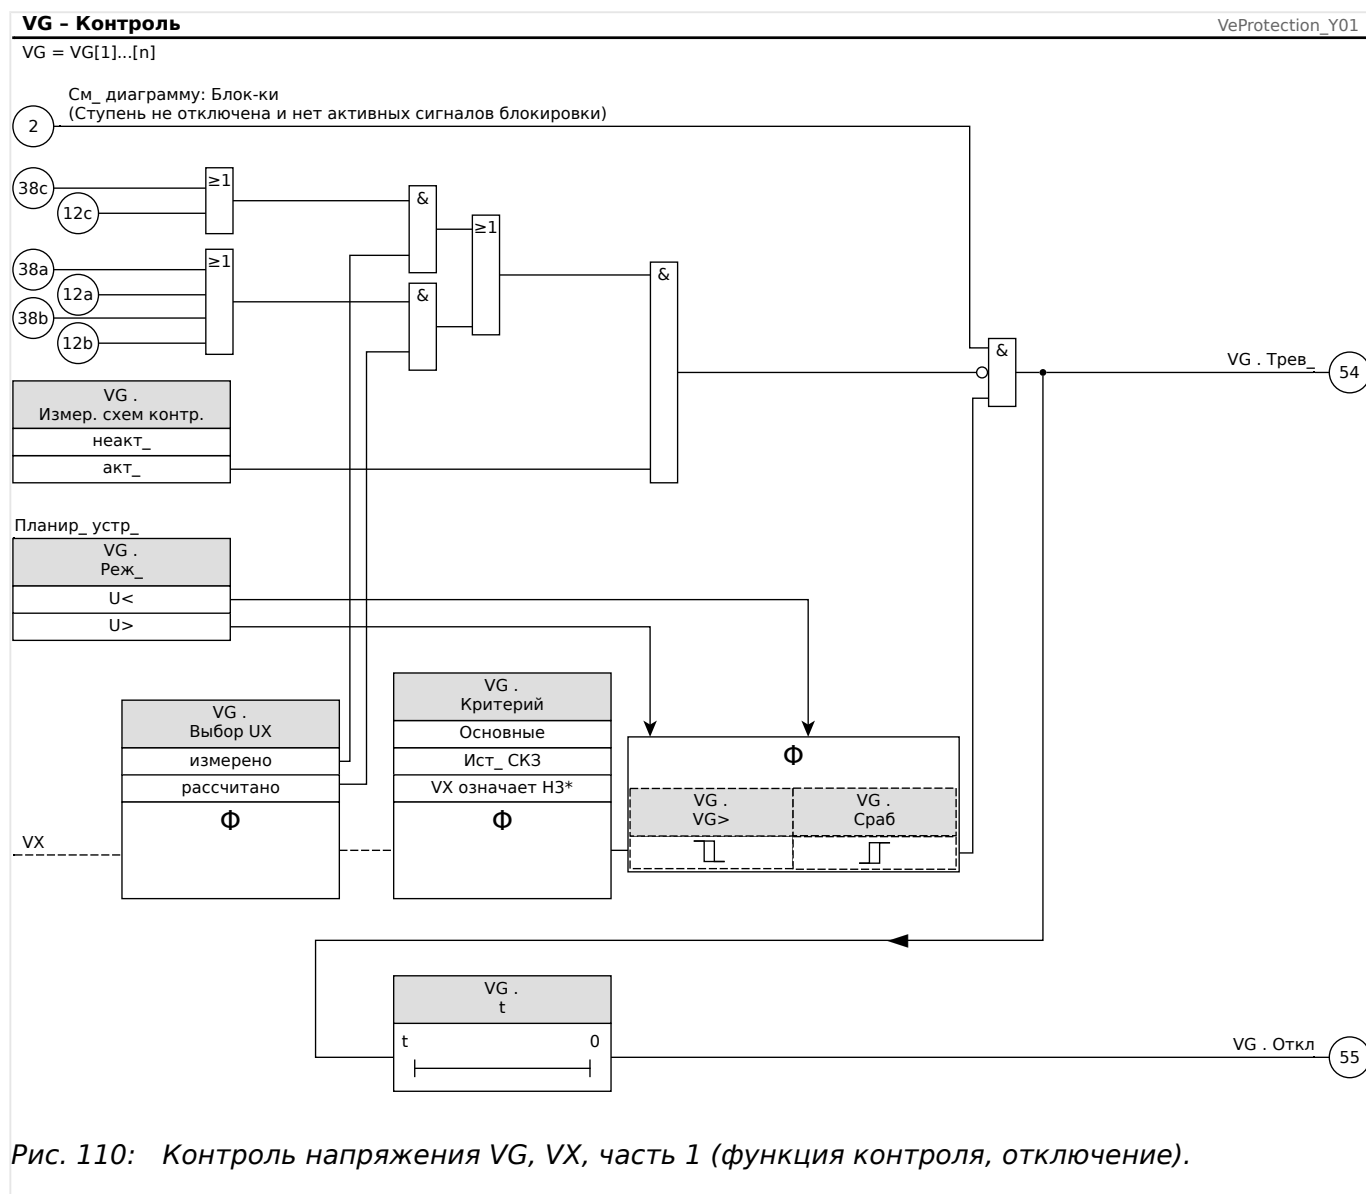 VG – Контроль
VeProtection_Y01
VG = VG[1]...[n]
См_ диаграмму: Блок-ки
(Ступень не отключена и нет активных сигналов блокировки)
2
38c
12c
≥1
&
≥1
38a
12a
38b
12b
≥1
&
&
&
VG . Трев_
54
VG .
Измер. схем контр.
неакт_
акт_
Планир_ устр_
VG .
Реж_
U<
U>
VG .
Выбор UX
измерено
рассчитано
Φ
VX
VG .
Критерий
Основные
Ист_ СКЗ
VX означает НЗ*
Φ
Φ
VG .
VG>
VG .
Сраб
VG .
t
t
0
VG . Откл
55
Рис. 110: Контроль напряжения VG, VX, часть 1 (функция контроля, отключение).